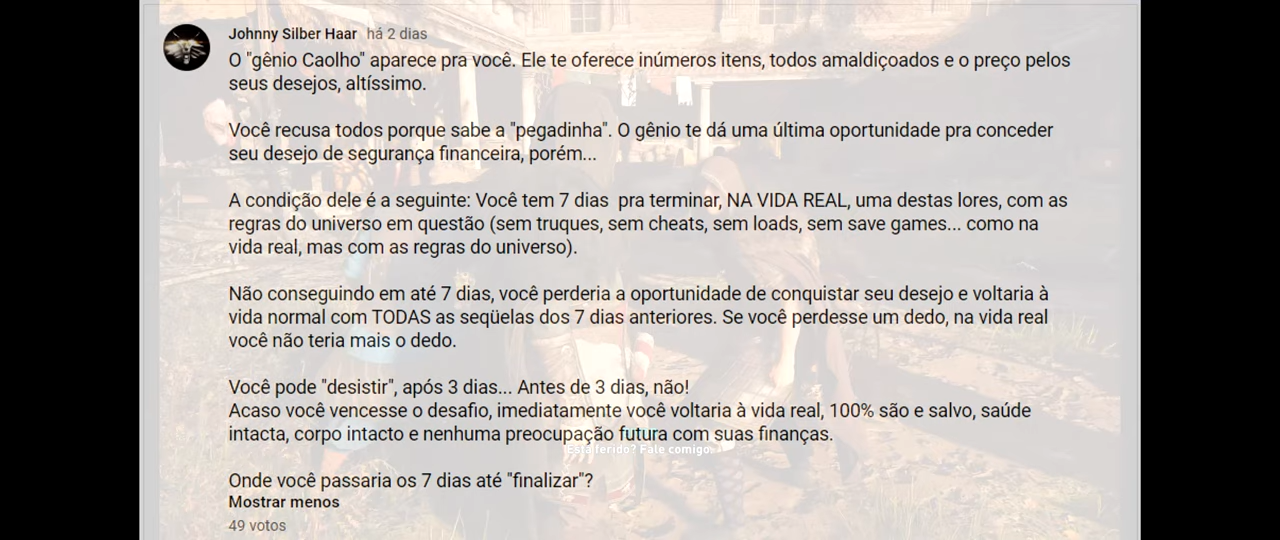 Johnny Silber Haar há 2 dias
O "gênio Caolho" aparece pra você. Ele te oferece inúmeros itens, todos amaldiçoados e o preço pelos
seus desejos, altíssimo.
Você recusa todos porque sabe a "pegadinha". O gênio te dá uma última oportunidade pra conceder
seu desejo de segurança financeira, porém...
A condição dele é a seguinte: Você tem 7 dias  pra terminar, NA VIDA REAL, uma destas lores, com as
regras do universo em questão (sem truques, sem cheats, sem loads, sem save games... como na
vida real, mas com as regras do universo).
Não conseguindo em até 7 dias, você perderia a oportunidade de conquistar seu desejo e voltaria à
vida normal com TODAS as seqüelas dos 7 dias anteriores. Se você perdesse um dedo, na vida real
você não teria mais o dedo.
Você pode "desistir", após 3 dias... Antes de 3 dias, não!
Acaso você vencesse o desafio, imediatamente você voltaria à vida real, 100% são e salvo, saúde
intacta, corpo intacto e nenhuma preocupação futura com suas finanças.
Está ferido? Fale comigo.
Onde você passaria os 7 dias até "finalizar"?
Mostrar menos
49 votos